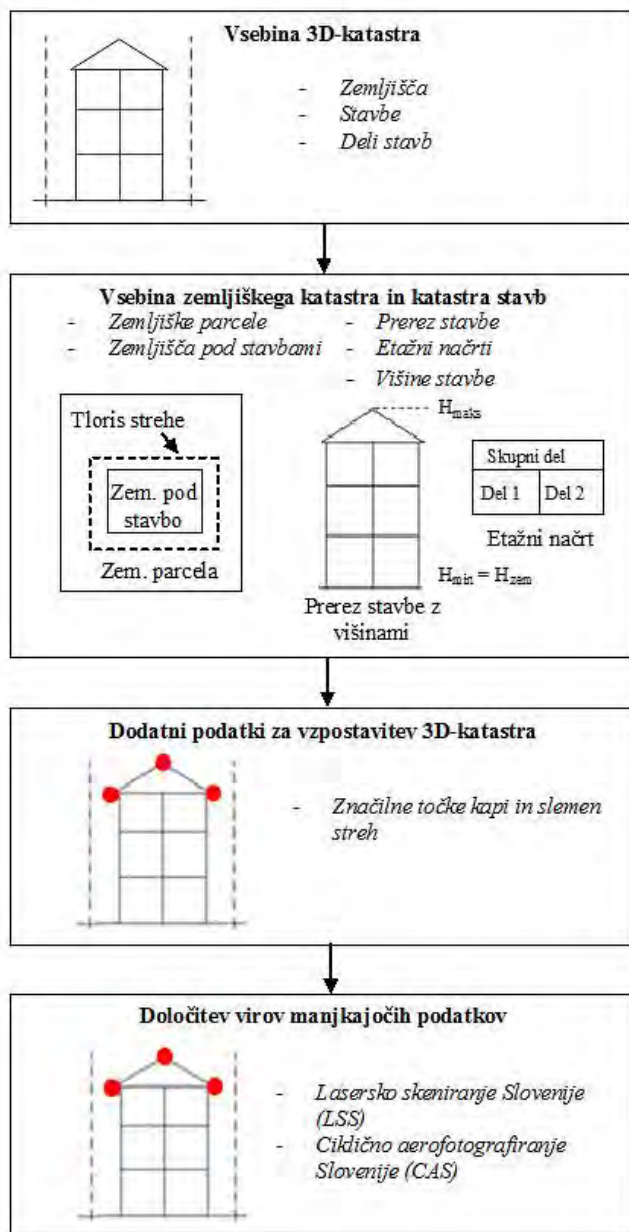 Vsebina 3D-katastra
- Zemljišča
- Stavbe
- Deli stavb
Vsebina zemljiškega katastra in katastra stavb
- Zemljiške parcele
- Zemljišča pod stavbami
- Prerez stavbe
- Etažni načrti
- Višine stavbe
Tloris strehe
Zem. pod
stavbo
Zem. parcela
H_maks
H_min = H_zem
Prerez stavbe z
višinami
Skupni del
Del 1 Del 2
Etažni načrt
Dodatni podatki za vzpostavitev 3D-katastra
- Značilne točke kapi in slemen
streh
Določitev virov manjkajočih podatkov
- Lasersko skeniranje Slovenije
(LSS)
- Ciklično aerofotografiranje
Slovenije (CAS)